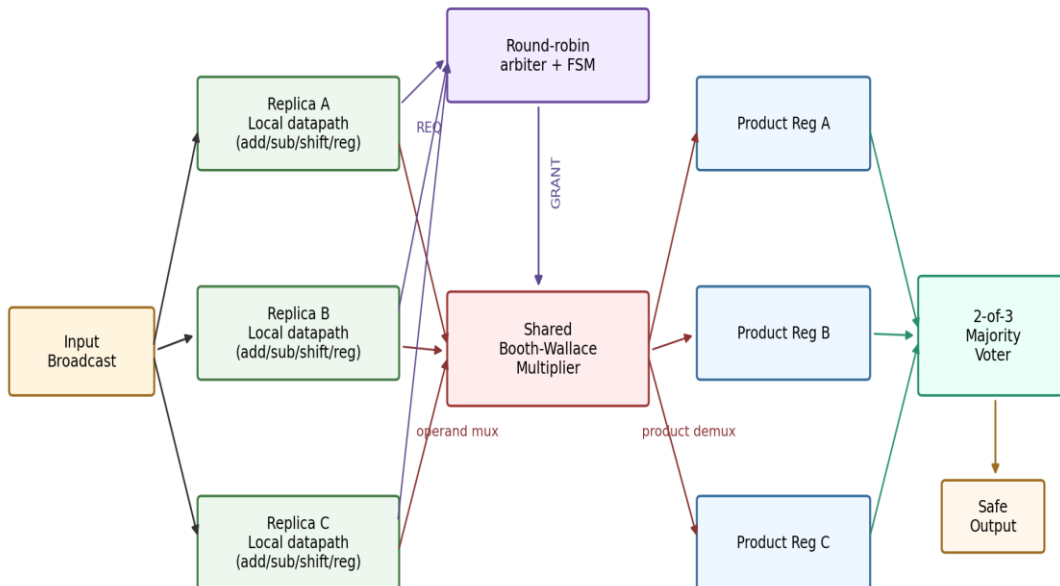 Round-robin
arbiter + FSM
Replica A
Local datapath
(add/sub/shift/reg)
REQ
Product Reg A
GRANT
Input
Broadcast
Replica B
Local datapath
(add/sub/shift/reg)
Shared
Booth-Wallace
Multiplier
Product Reg B
2-of-3
Majority
Voter
operand mux
product demux
Replica C
Local datapath
(add/sub/shift/reg)
Product Reg C
Safe
Output